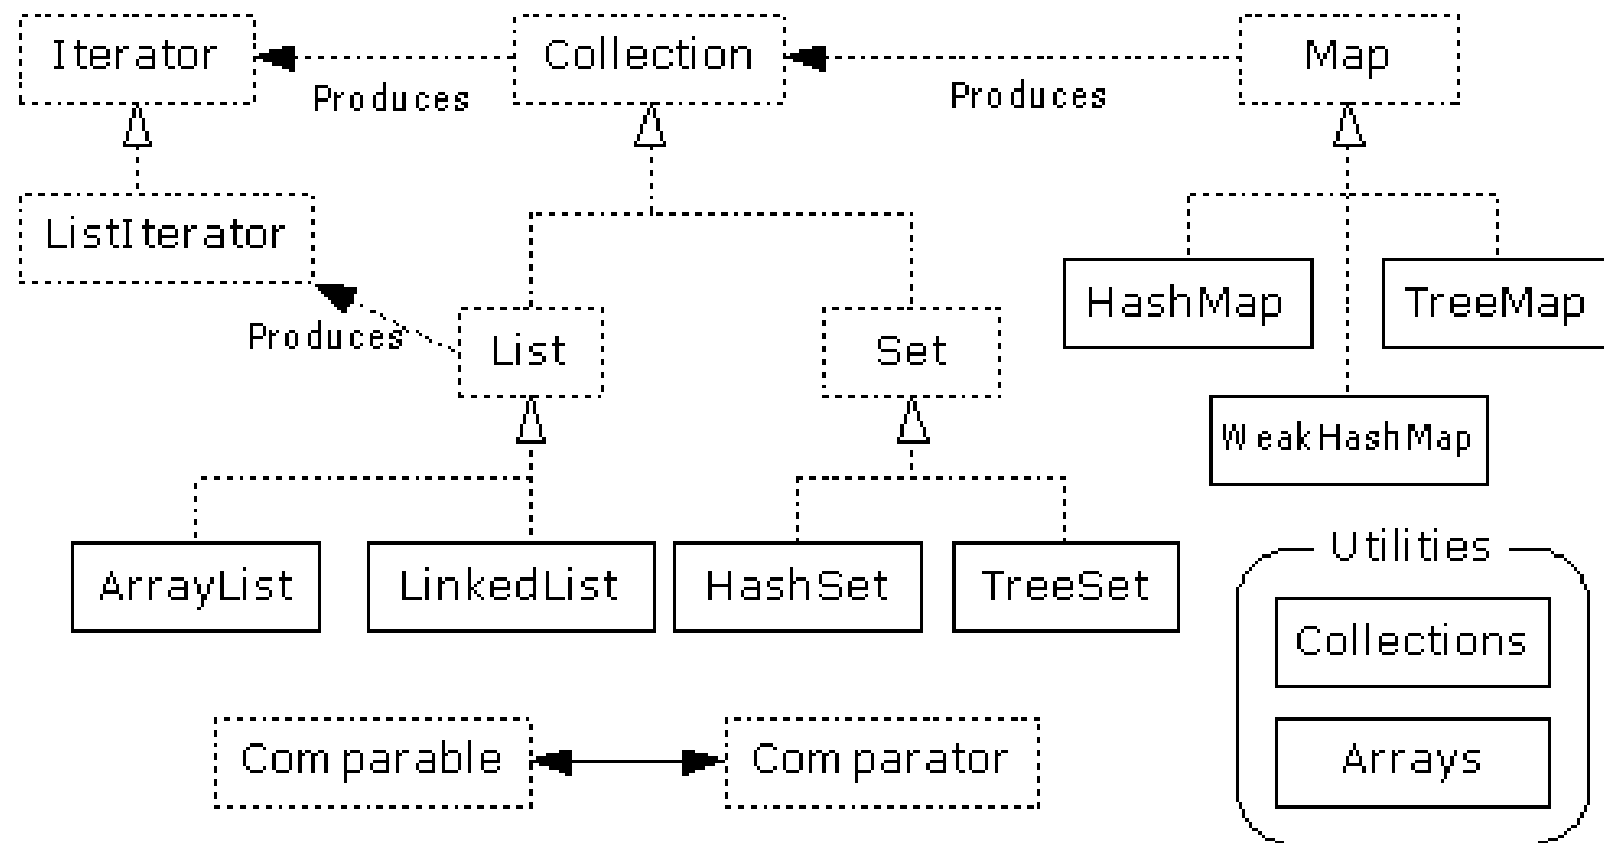 Iterator
Collection
Map
Produces
Produces
ListIterator
HashMap
TreeMap
Produces
List
Set
WeakHashMap
Utilities
ArrayList
LinkedList
HashSet
TreeSet
Collections
Comparable
Comparator
Arrays